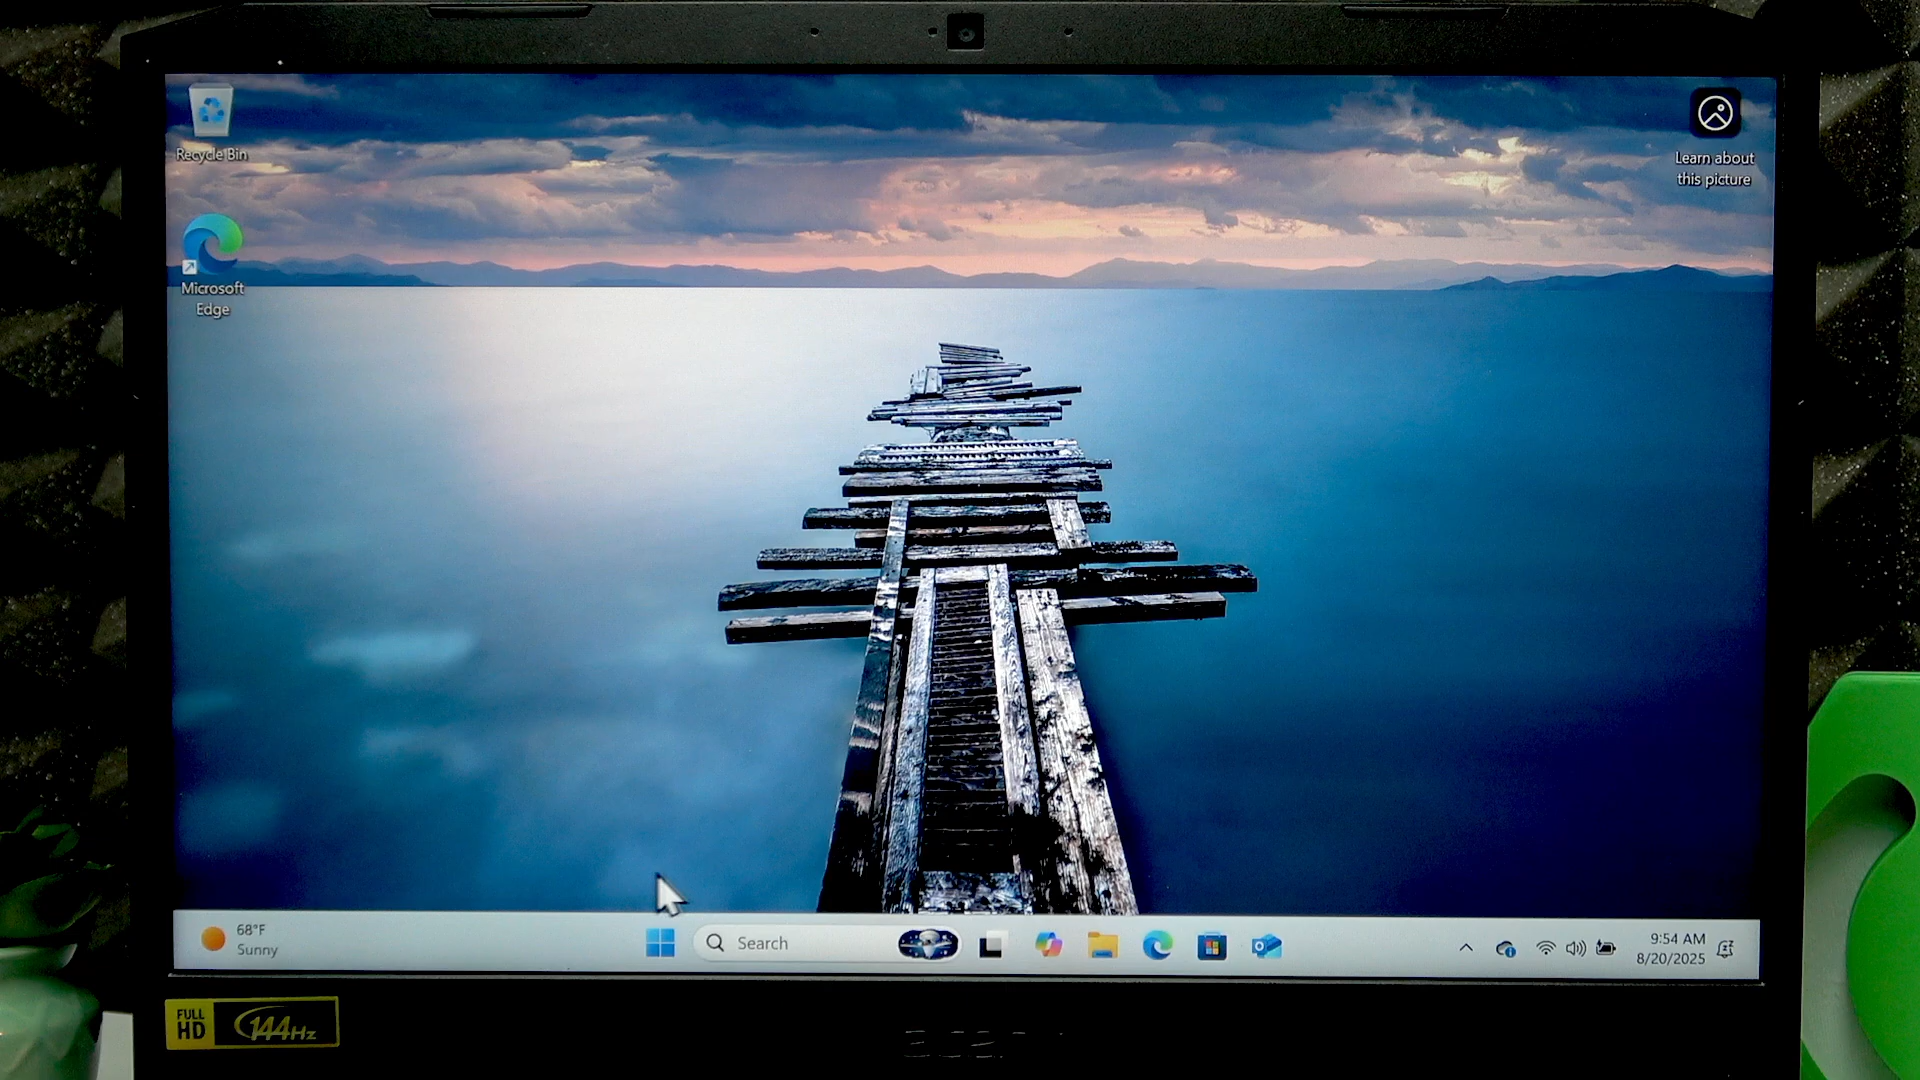 Recycle Bin
Learn about
this picture
Microsoft
Edge
68°F
Sunny
Search
9:54 AM
8/20/2025
FULL
HD
144Hz
acer